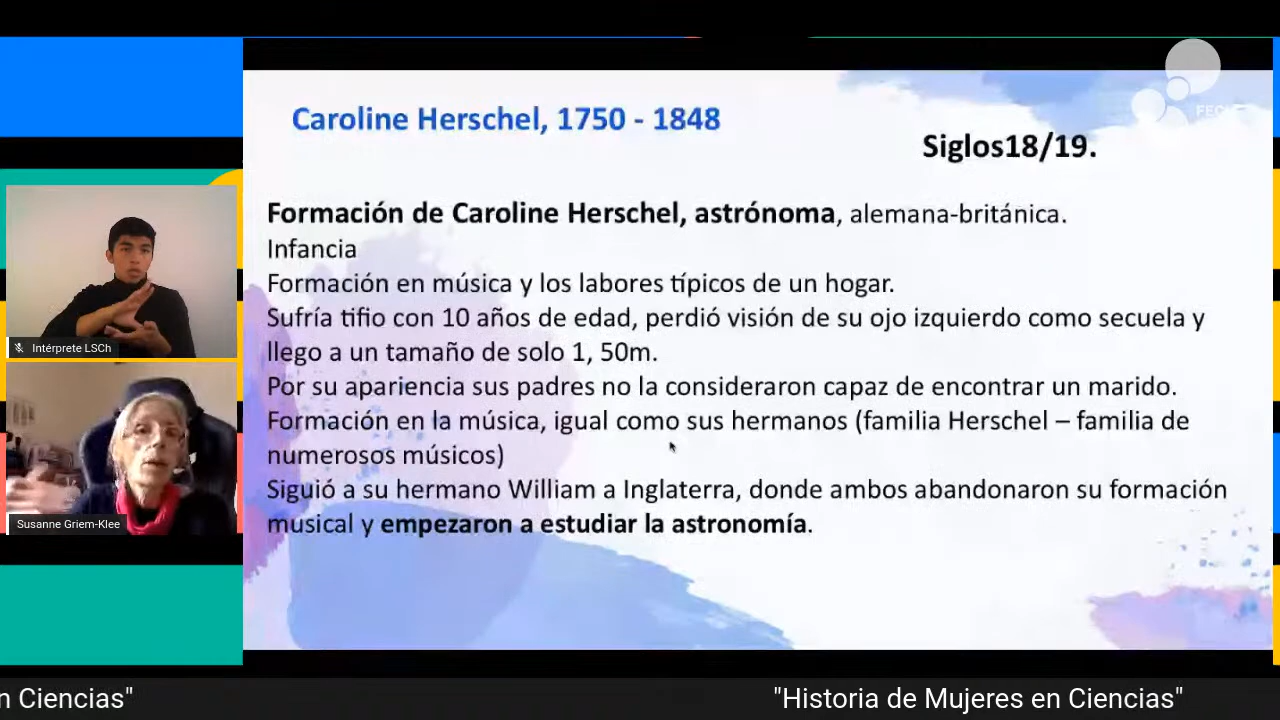 Caroline Herschel, 1750 - 1848
Siglos18/19.
Formación de Caroline Herschel, astrónoma, alemana-británica.
Infancia
Formación en música y los labores típicos de un hogar.
Sufría tifio con 10 años de edad, perdió visión de su ojo izquierdo como secuela y
llego a un tamaño de solo 1, 50m.
Por su apariencia sus padres no la consideraron capaz de encontrar un marido.
Formación en la música, igual como sus hermanos (familia Herschel – familia de
numerosos músicos)
Siguió a su hermano William a Inglaterra, donde ambos abandonaron su formación
musical y empezaron a estudiar la astronomía.
Intérprete LSCh
Susanne Griem-Klee
n Ciencias"
"Historia de Mujeres en Ciencias"